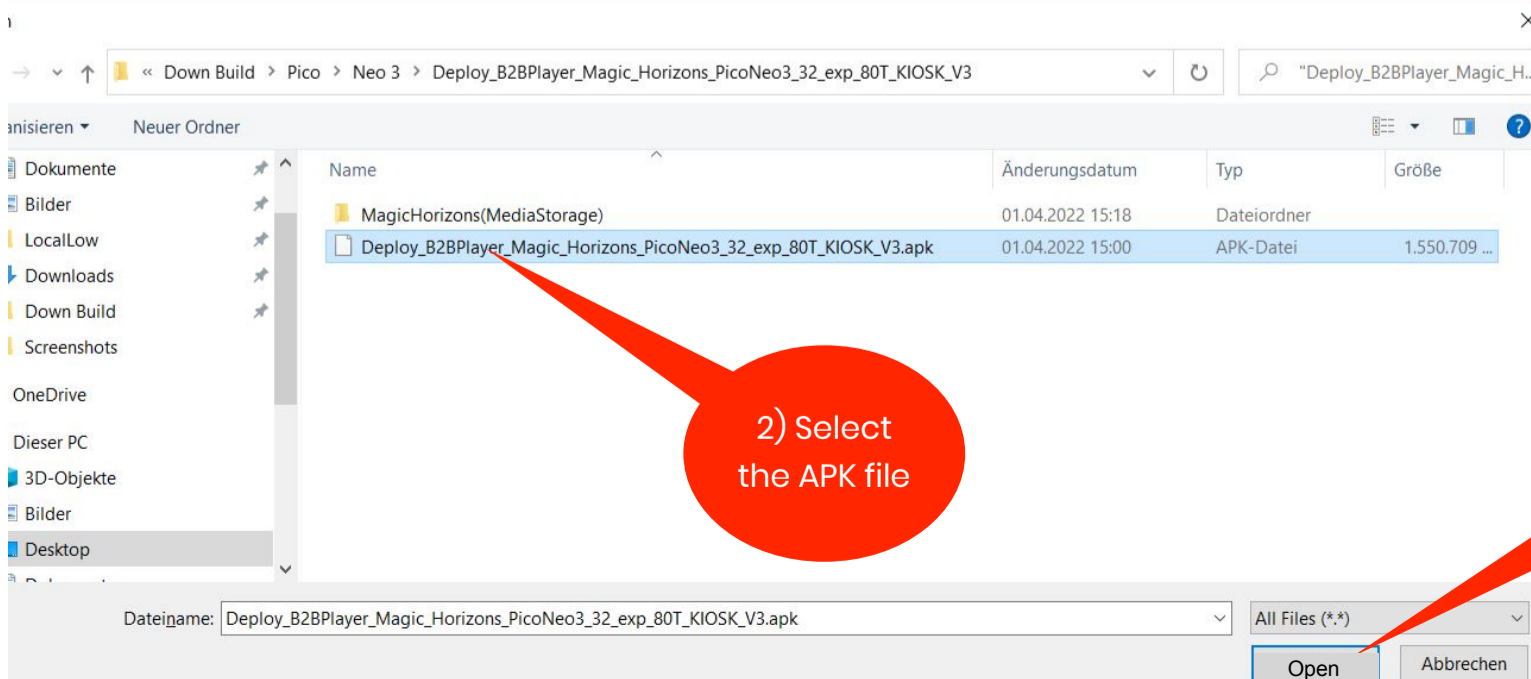 « Down Build > Pico > Neo 3 > Deploy_B2BPlayer_Magic_Horizons_PicoNeo3_32_exp_80T_KIOSK_V3
"Deploy_B2BPlayer_Magic_H...
anisieren Neuer Ordner
Name Änderungsdatum Typ Größe
Dokumente
Bilder
LocalLow
Downloads
Down Build
Screenshots
OneDrive
Dieser PC
3D-Objekte
Bilder
Desktop
MagicHorizons(MediaStorage) 01.04.2022 15:18 Dateiordner
Deploy_B2BPlayer_Magic_Horizons_PicoNeo3_32_exp_80T_KIOSK_V3.apk 01.04.2022 15:00 APK-Datei 1.550.709 ...
2) Select
the APK file
Dateiname: Deploy_B2BPlayer_Magic_Horizons_PicoNeo3_32_exp_80T_KIOSK_V3.apk All Files (*.*)
Open Abbrechen